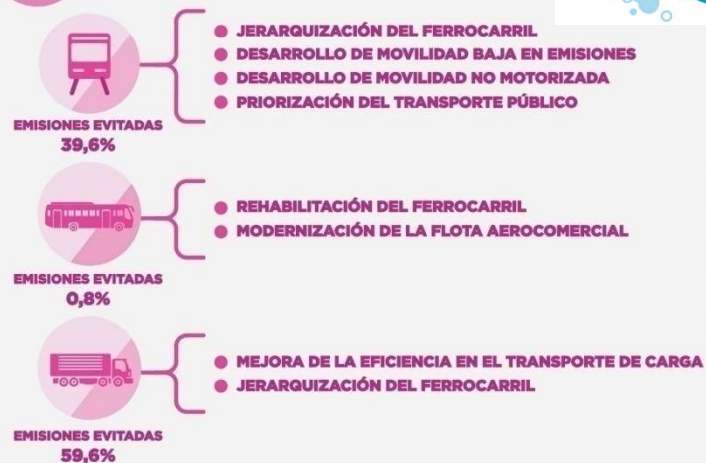 JERARQUIZACIÓN DEL FERROCARRIL
DESARROLLO DE MOVILIDAD BAJA EN EMISIONES
DESARROLLO DE MOVILIDAD NO MOTORIZADA
PRIORIZACIÓN DEL TRANSPORTE PÚBLICO
EMISIONES EVITADAS
39,6%
REHABILITACIÓN DEL FERROCARRIL
MODERNIZACIÓN DE LA FLOTA AEROCOMERCIAL
EMISIONES EVITADAS
0,8%
MEJORA DE LA EFICIENCIA EN EL TRANSPORTE DE CARGA
JERARQUIZACIÓN DEL FERROCARRIL
EMISIONES EVITADAS
59,6%